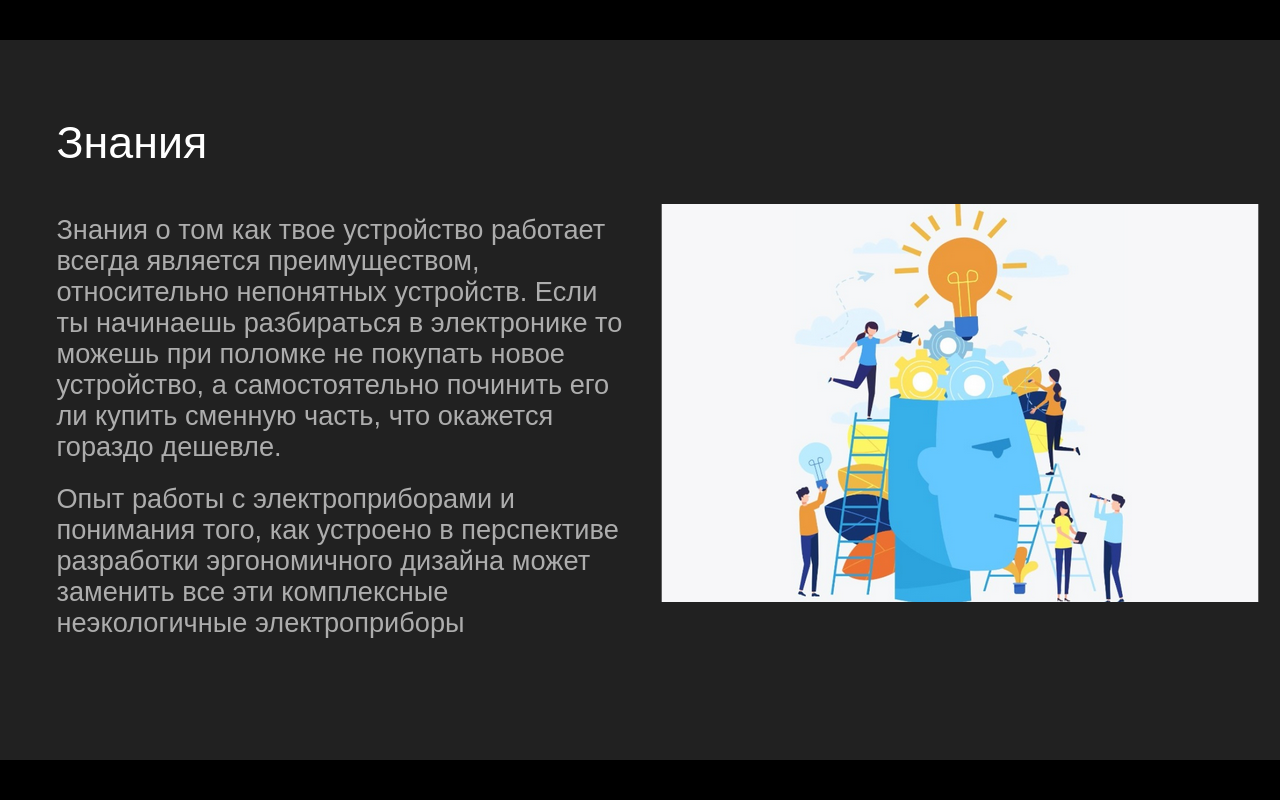 Знания
Знания о том как твое устройство работает
всегда является преимуществом,
относительно непонятных устройств. Если
ты начинаешь разбираться в электронике то
можешь при поломке не покупать новое
устройство, а самостоятельно починить его
ли купить сменную часть, что окажется
гораздо дешевле.
Опыт работы с электроприборами и
понимания того, как устроено в перспективе
разработки эргономичного дизайна может
заменить все эти комплексные
неэкологичные электроприборы